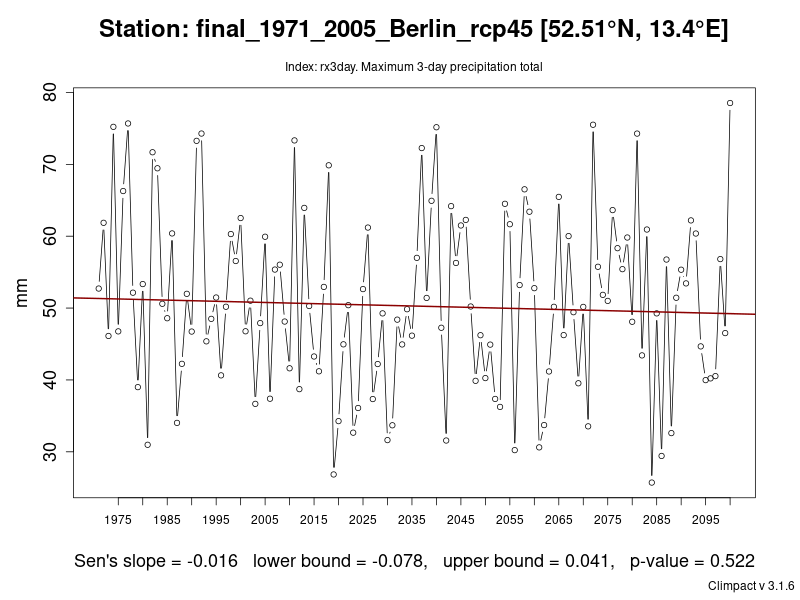 Station: final_1971_2005_Berlin_rcp45 [52.51°N, 13.4°E]
Index: rx3day. Maximum 3-day precipitation total
80
70
60
50
40
30
mm
1975 1985 1995 2005 2015 2025 2035 2045 2055 2065 2075 2085 2095
Sen's slope = -0.016 lower bound = -0.078, upper bound = 0.041, p-value = 0.522
Climpact v 3.1.6